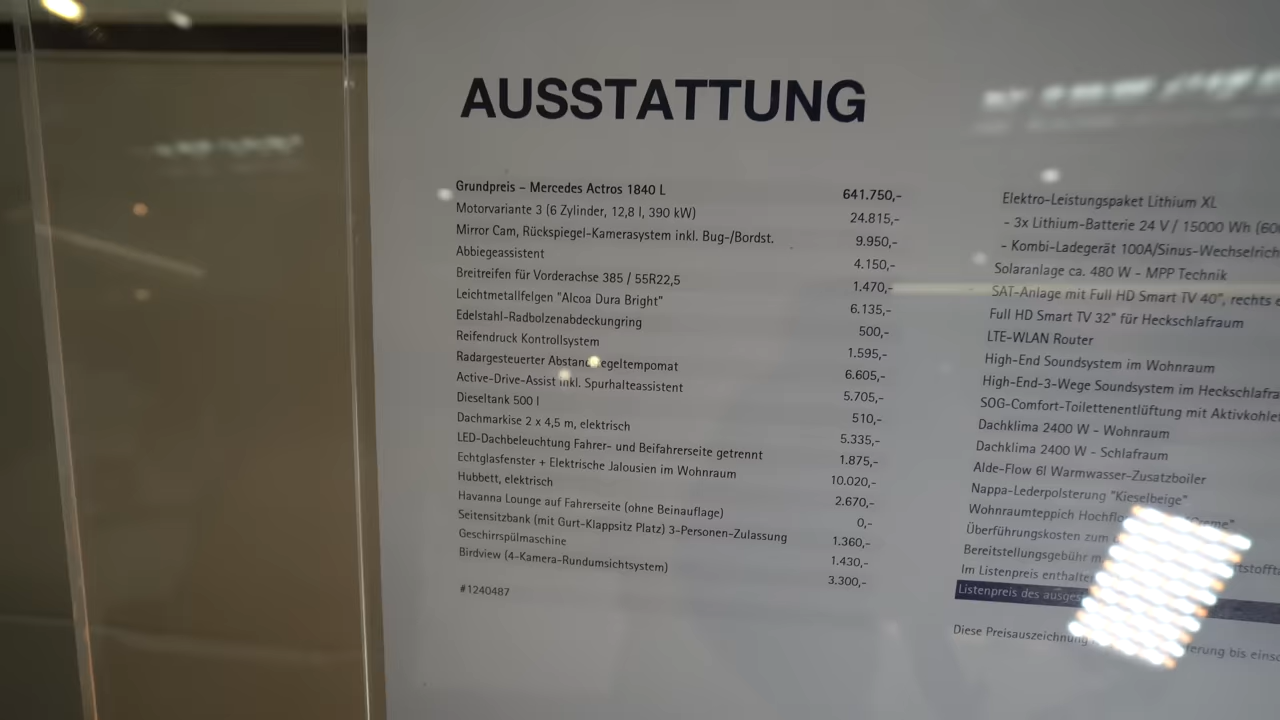 AUSSTATTUNG
Grundpreis – Mercedes Actros 1840 L 641.750,-
Motorvariante 3 (6 Zylinder, 12,8 l, 390 kW) 24.815,-
Mirror Cam, Rückspiegel-Kamerasystem inkl. Bug-/Bordst. 9.950,-
Abbiegeassistent 4.150,-
Breitreifen für Vorderachse 385 / 55R22,5 1.470,-
Leichtmetallfelgen "Alcoa Dura Bright" 6.135,-
Edelstahl-Radbolzenabdeckungring 500,-
Reifendruck Kontrollsystem 1.595,-
Radargesteuerter Abstandregeltempomat 6.605,-
Active-Drive-Assist inkl. Spurhalteassistent 5.705,-
Dieseltank 500 l 510,-
Dachmarkise 2 x 4,5 m, elektrisch 5.335,-
LED-Dachbeleuchtung Fahrer- und Beifahrerseite getrennt 1.875,-
Echtglasfenster + Elektrische Jalousien im Wohnraum 10.020,-
Hubbett, elektrisch 2.670,-
Havanna Lounge auf Fahrerseite (ohne Beinauflage) 0,-
Seitensitzbank (mit Gurt-Klappsitz Platz) 3-Personen-Zulassung 1.360,-
Geschirrspülmaschine 1.430,-
Birdview (4-Kamera-Rundumsichtsystem) 3.300,-
#1240487
Elektro-Leistungspaket Lithium XL
- 3x Lithium-Batterie 24 V / 15000 Wh (60
- Kombi-Ladegerät 100A/Sinus-Wechselrich
Solaranlage ca. 480 W - MPP Technik
SAT-Anlage mit Full HD Smart TV 40", rechts
Full HD Smart TV 32" für Heckschlafraum
LTE-WLAN Router
High-End Soundsystem im Wohnraum
High-End-3-Wege Soundsystem im Heckschlafra
SOG-Comfort-Toilettenentlüftung mit Aktivkohle
Dachklima 2400 W - Wohnraum
Dachklima 2400 W - Schlafraum
Alde-Flow 6l Warmwasser-Zusatzboiler
Nappa-Lederpolsterung "Kieselbeige"
Wohnraumteppich Hochflo "Creme"
Überführungskosten zum
Bereitstellungsgebühr m tstofft
Im Listenpreis enthalte
Listenpreis des ausges
Diese Preisauszeichnung erung bis eins